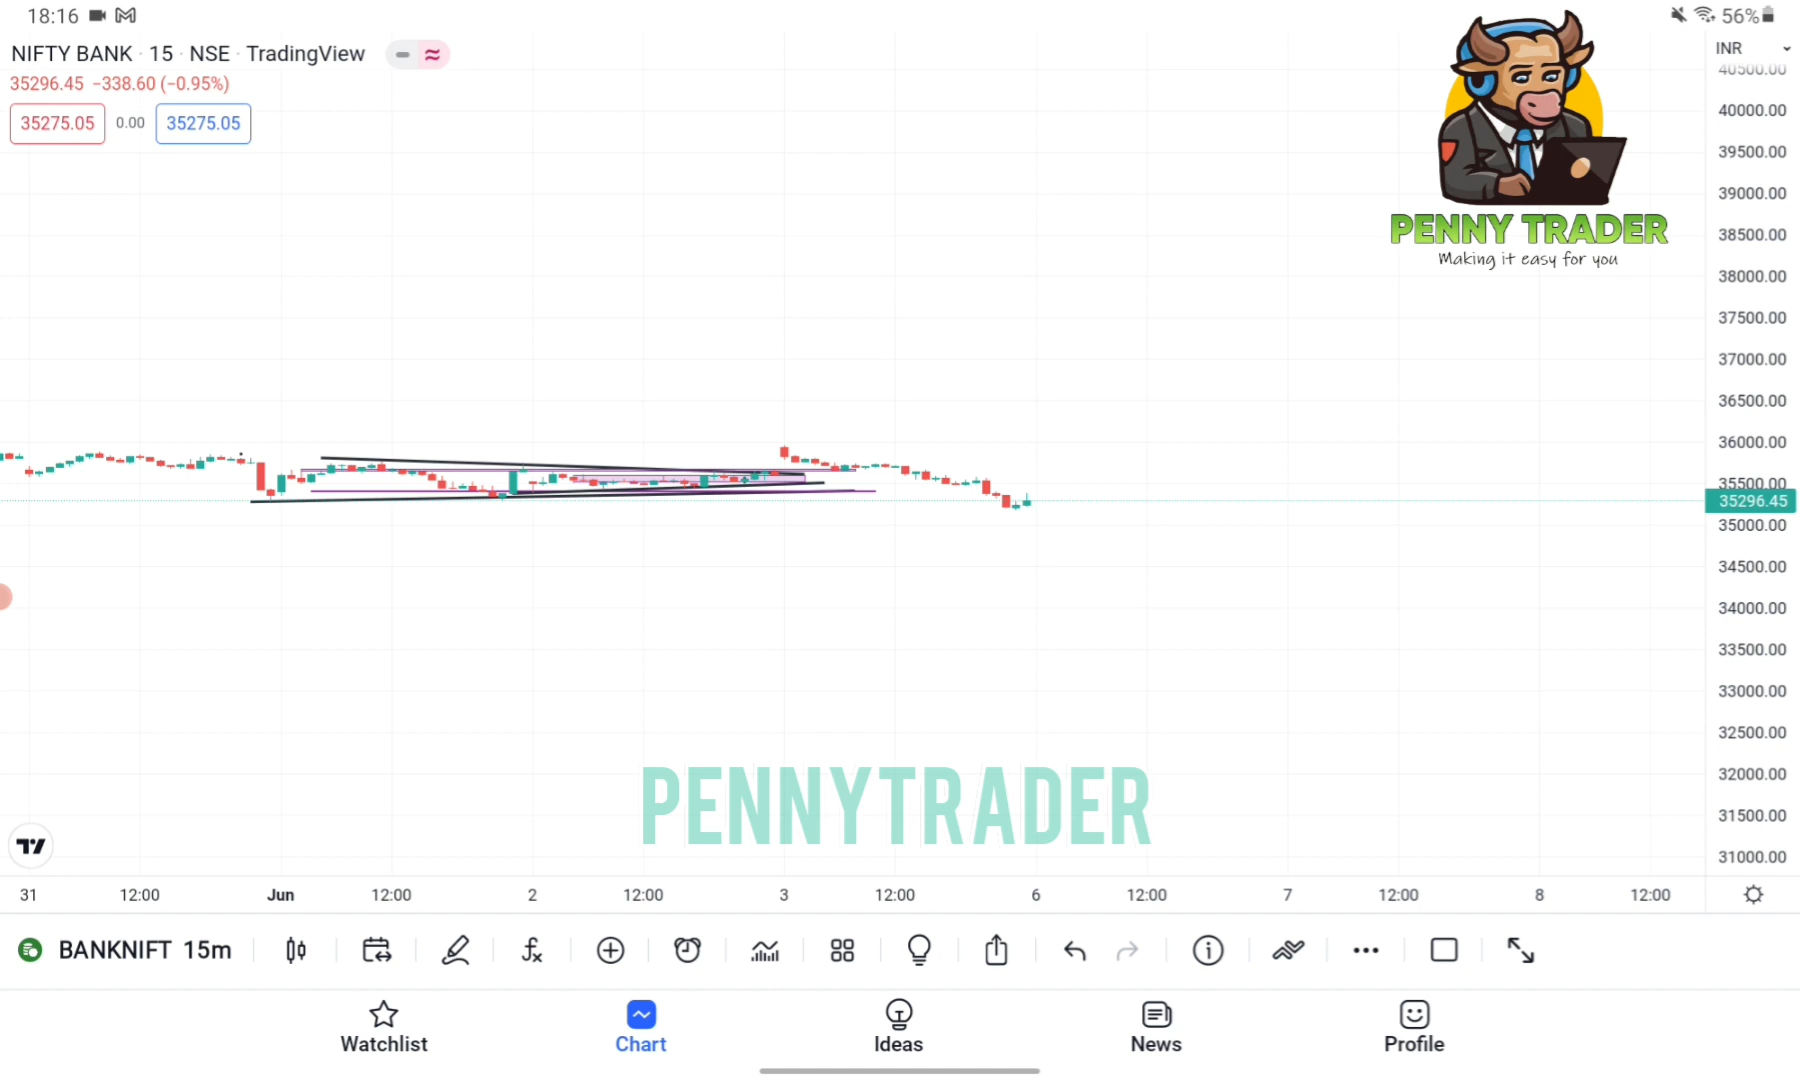 18:16 56%
NIFTY BANK · 15 · NSE · TradingView
35296.45 −338.60 (−0.95%)
35275.05 0.00 35275.05
PENNY TRADER
Making it easy for you
INR
40500.00
40000.00
39500.00
39000.00
38500.00
38000.00
37500.00
37000.00
36500.00
36000.00
35500.00
35296.45
35000.00
34500.00
34000.00
33500.00
33000.00
32500.00
32000.00
31500.00
31000.00
PENNYTRADER
31 12:00 Jun 12:00 2 12:00 3 12:00 6 12:00 7 12:00 8 12:00
BANKNIFT 15m
Watchlist Chart Ideas News Profile